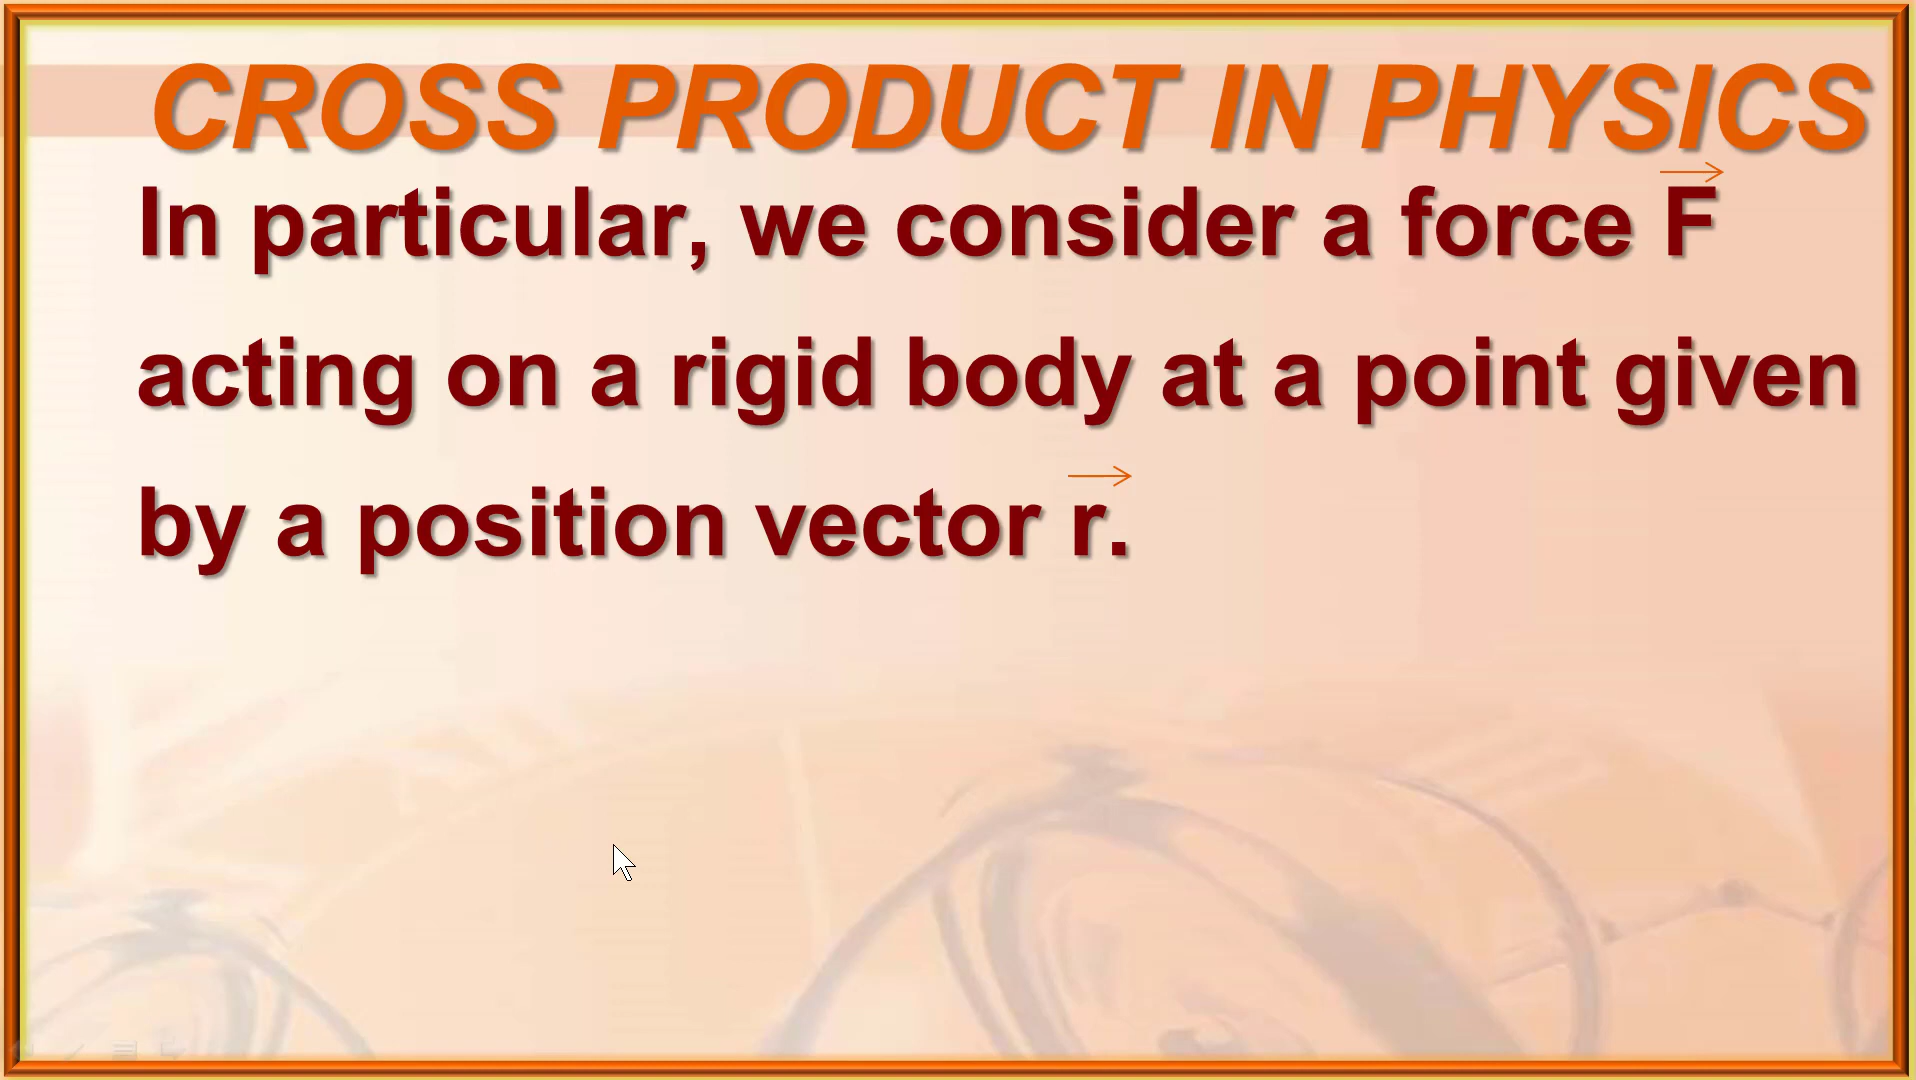 CROSS PRODUCT IN PHYSICS
In particular, we consider a force F
acting on a rigid body at a point given
by a position vector r.